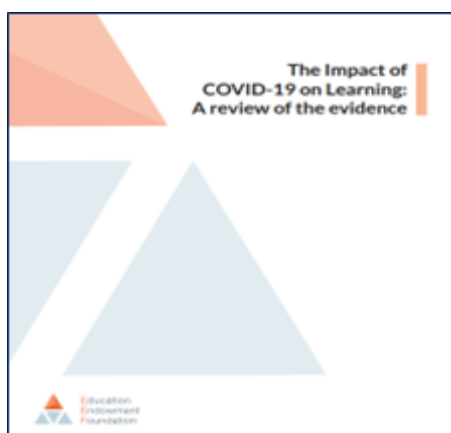 The Impact of
COVID-19 on Learning:
A review of the evidence
Education
Endowment
Foundation